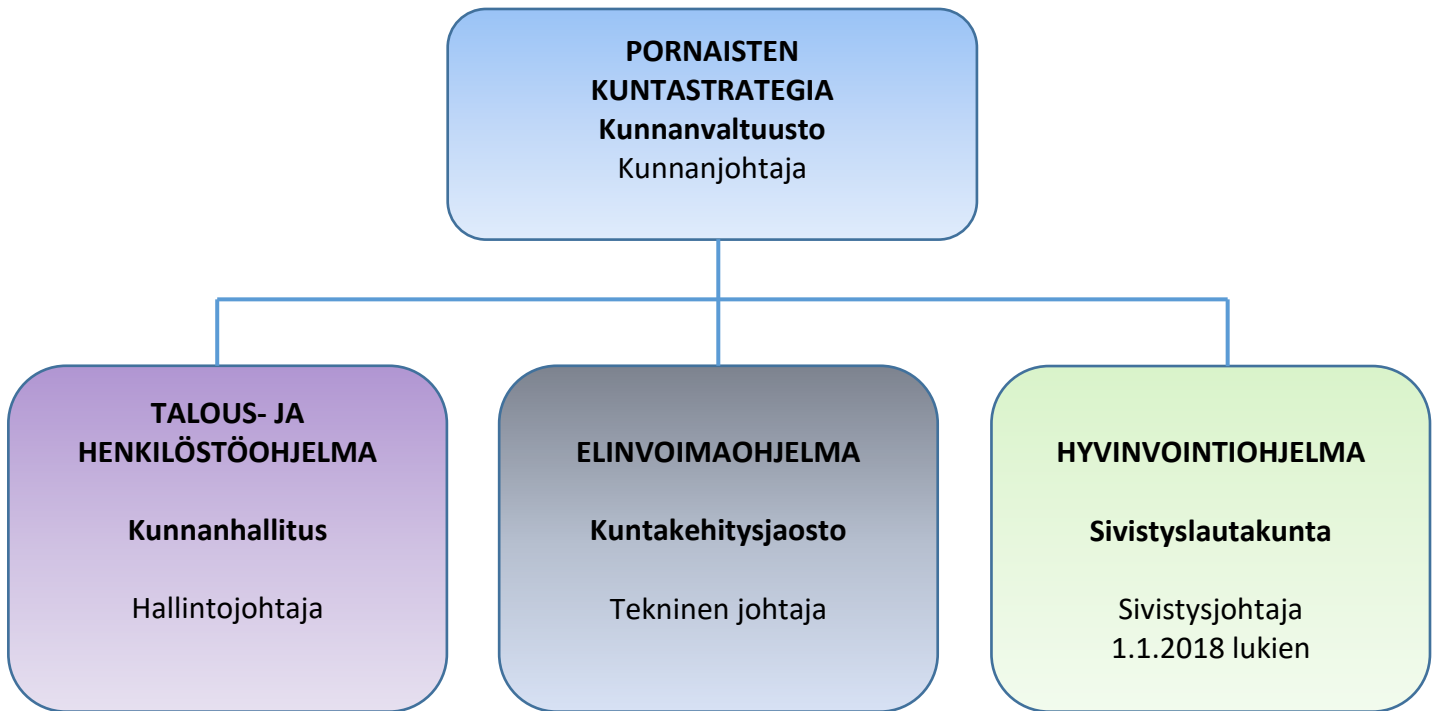 PORNAISTEN
KUNTASTRATEGIA
Kunnanvaltuusto
Kunnanjohtaja
TALOUS- JA
HENKILÖSTÖOHJELMA
Kunnanhallitus
Hallintojohtaja
ELINVOIMAOHJELMA
Kuntakehitysjaosto
Tekninen johtaja
HYVINVOINTIOHJELMA
Sivistyslautakunta
Sivistysjohtaja
1.1.2018 lukien